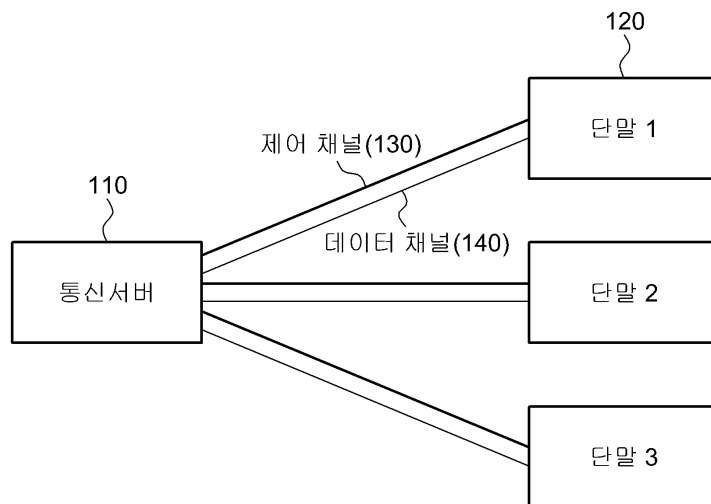 120
단말 1
제어 채널(130)
110
데이터 채널(140)
통신서버
단말 2
단말 3